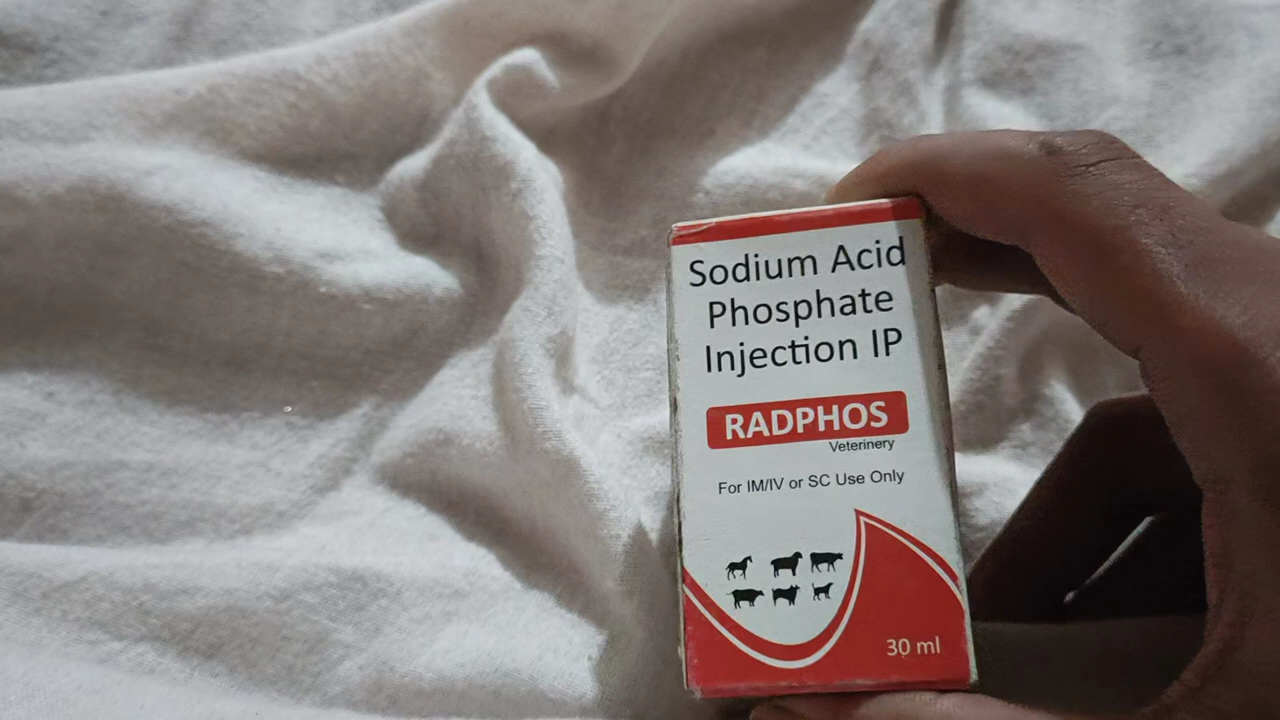 Sodium Acid
Phosphate
Injection IP
RADPHOS
Veterinery
For IM/IV or SC Use Only
30 ml